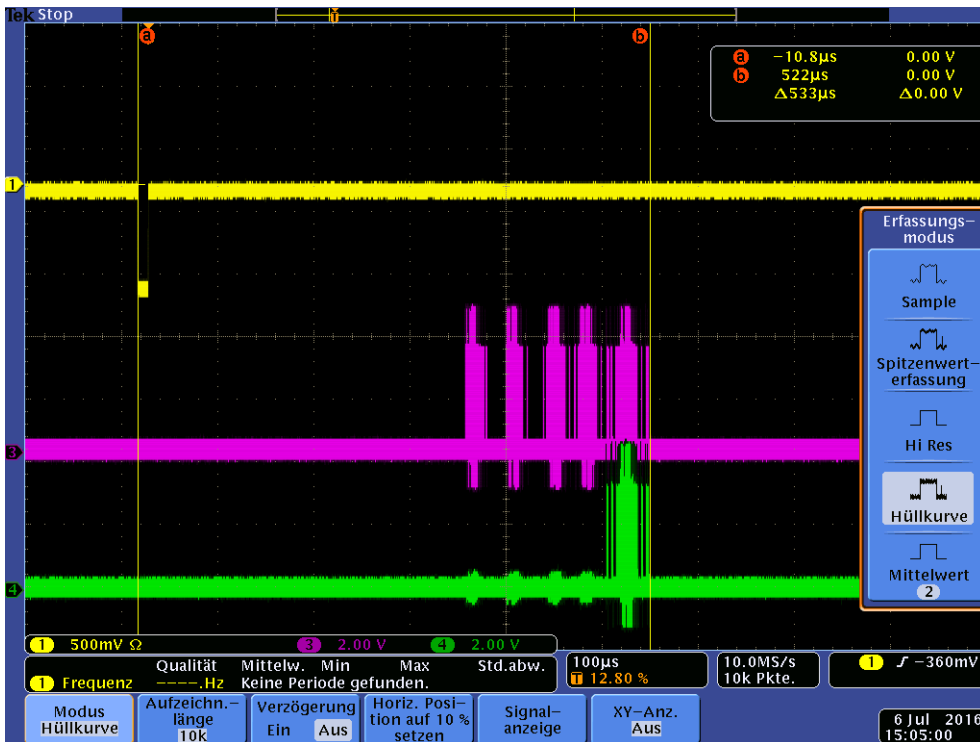 Tek Stop
T
a
b
a −10.8µs 0.00 V
b 522µs 0.00 V
Δ533µs Δ0.00 V
1
3
4
Erfassungs–
modus
Sample
Spitzenwert–
erfassung
Hi Res
Hüllkurve
Mittelwert
2
1 500mV Ω 3 2.00 V 4 2.00 V
Qualität Mittelw. Min Max Std.abw.
1 Frequenz ––––.Hz Keine Periode gefunden.
100µs
T 12.80 %
10.0MS/s
10k Pkte.
1 −360mV
Modus
Hüllkurve
Aufzeichn.–
länge
10k
Verzögerung
Ein Aus
Horiz. Posi–
tion auf 10 %
setzen
Signal–
anzeige
XY–Anz.
Aus
6 Jul 2016
15:05:00